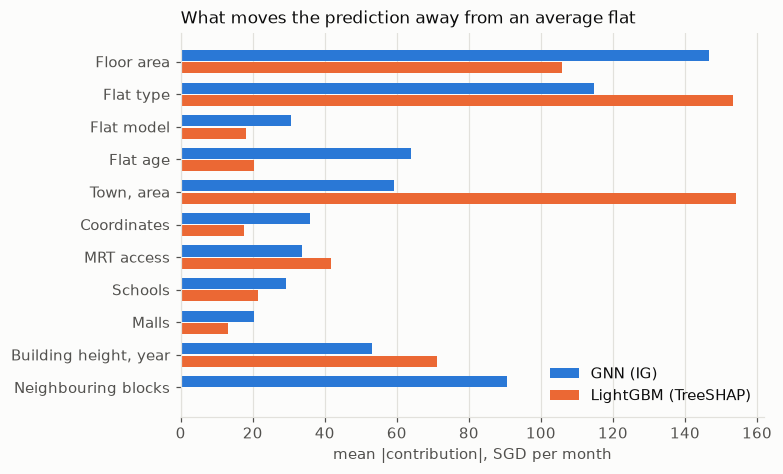 What moves the prediction away from an average flat
Floor area
Flat type
Flat model
Flat age
Town, area
Coordinates
MRT access
Schools
Malls
Building height, year
Neighbouring blocks
GNN (IG)
LightGBM (TreeSHAP)
0 20 40 60 80 100 120 140 160
mean |contribution|, SGD per month